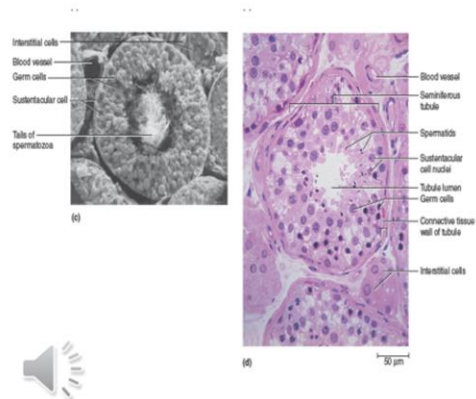 Interstitial cells
Blood vessel
Germ cells
Sustentacular cell
Tails of
spermatozoa
(c)
Blood vessel
Seminiferous
tubule
Spermatids
Sustentacular
cell nuclei
Tubule lumen
Germ cells
Connective tissue
wall of tubule
Interstitial cells
(d)
50 µm